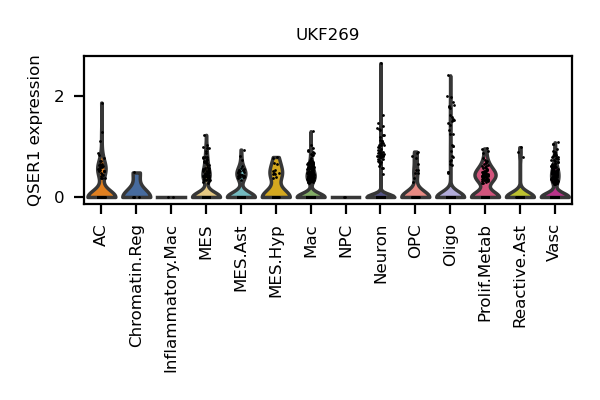 UKF269
QSER1 expression
2
0
AC
Chromatin.Reg
Inflammatory.Mac
MES
MES.Ast
MES.Hyp
Mac
NPC
Neuron
OPC
Oligo
Prolif.Metab
Reactive.Ast
Vasc